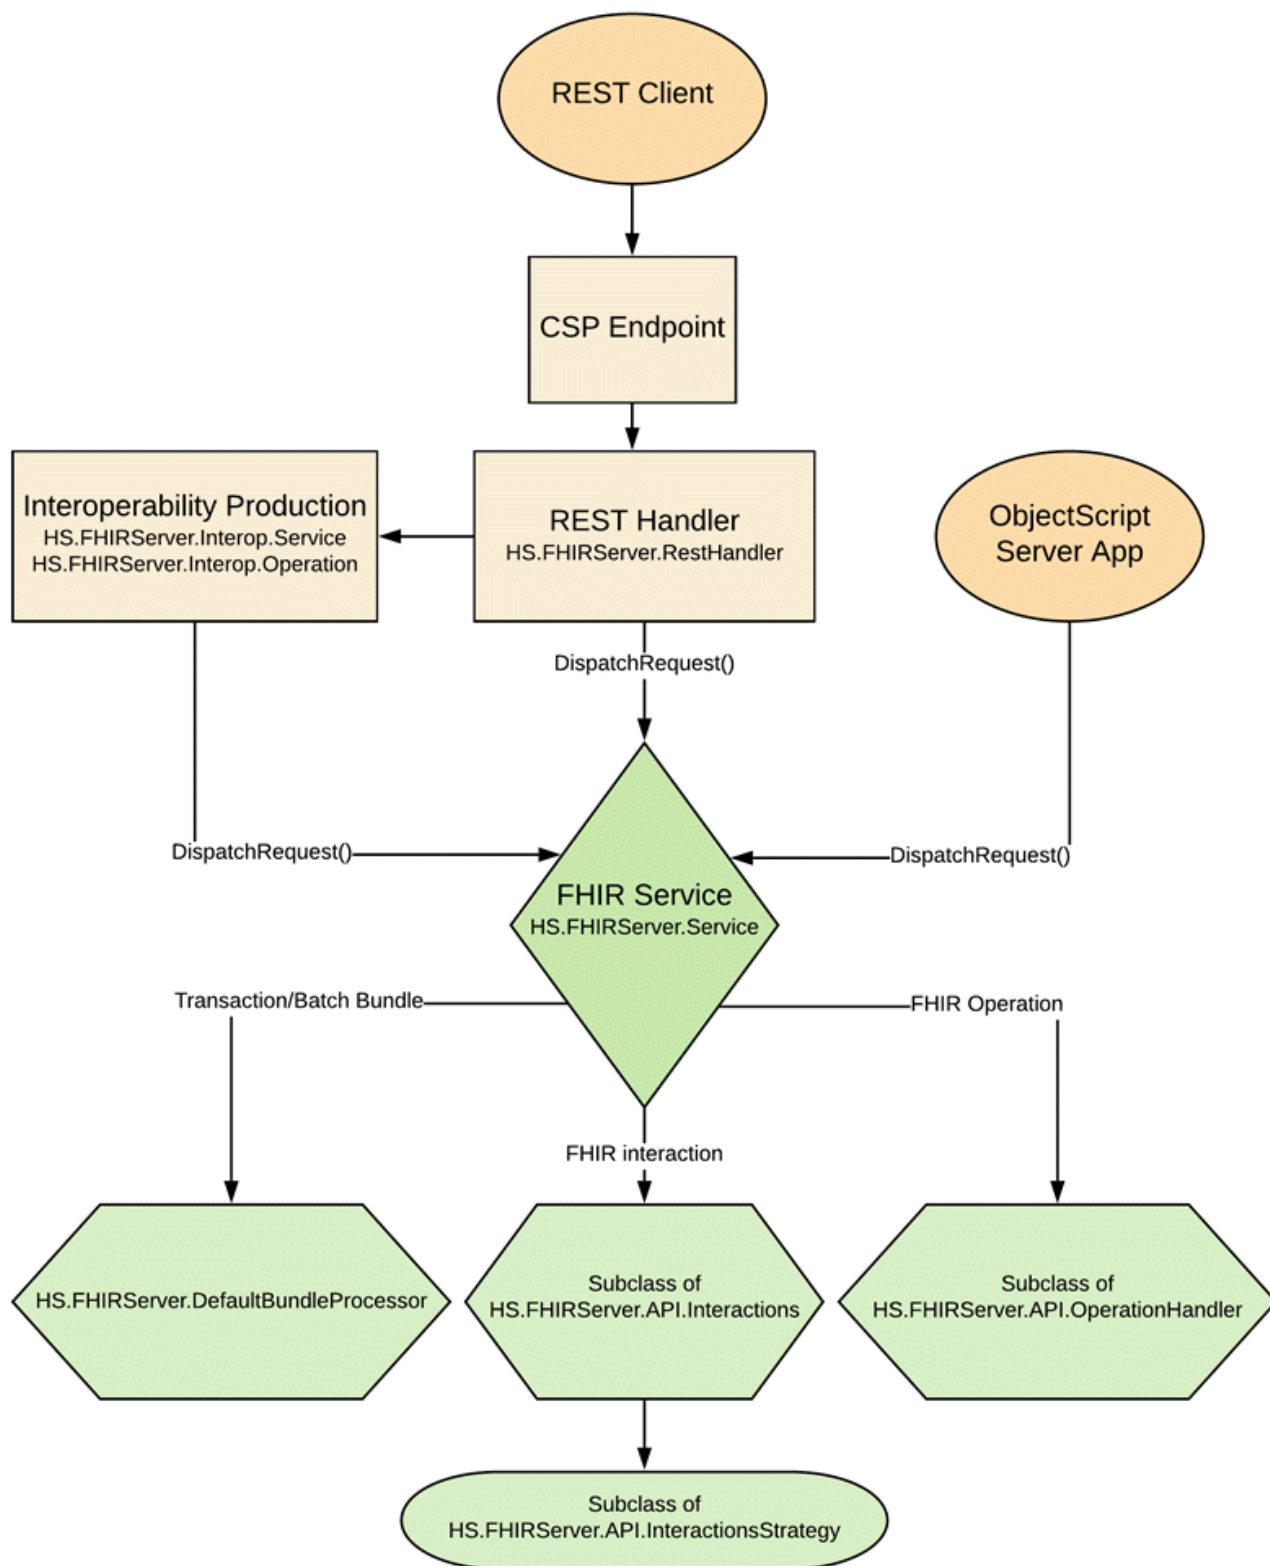 REST Client
CSP Endpoint
Interoperability Production
HS.FHIRServer.Interop.Service
HS.FHIRServer.Interop.Operation
REST Handler
HS.FHIRServer.RestHandler
ObjectScript
Server App
DispatchRequest()
DispatchRequest()
DispatchRequest()
FHIR Service
HS.FHIRServer.Service
Transaction/Batch Bundle
FHIR Operation
FHIR interaction
HS.FHIRServer.DefaultBundleProcessor
Subclass of
HS.FHIRServer.API.Interactions
Subclass of
HS.FHIRServer.API.OperationHandler
Subclass of
HS.FHIRServer.API.InteractionsStrategy